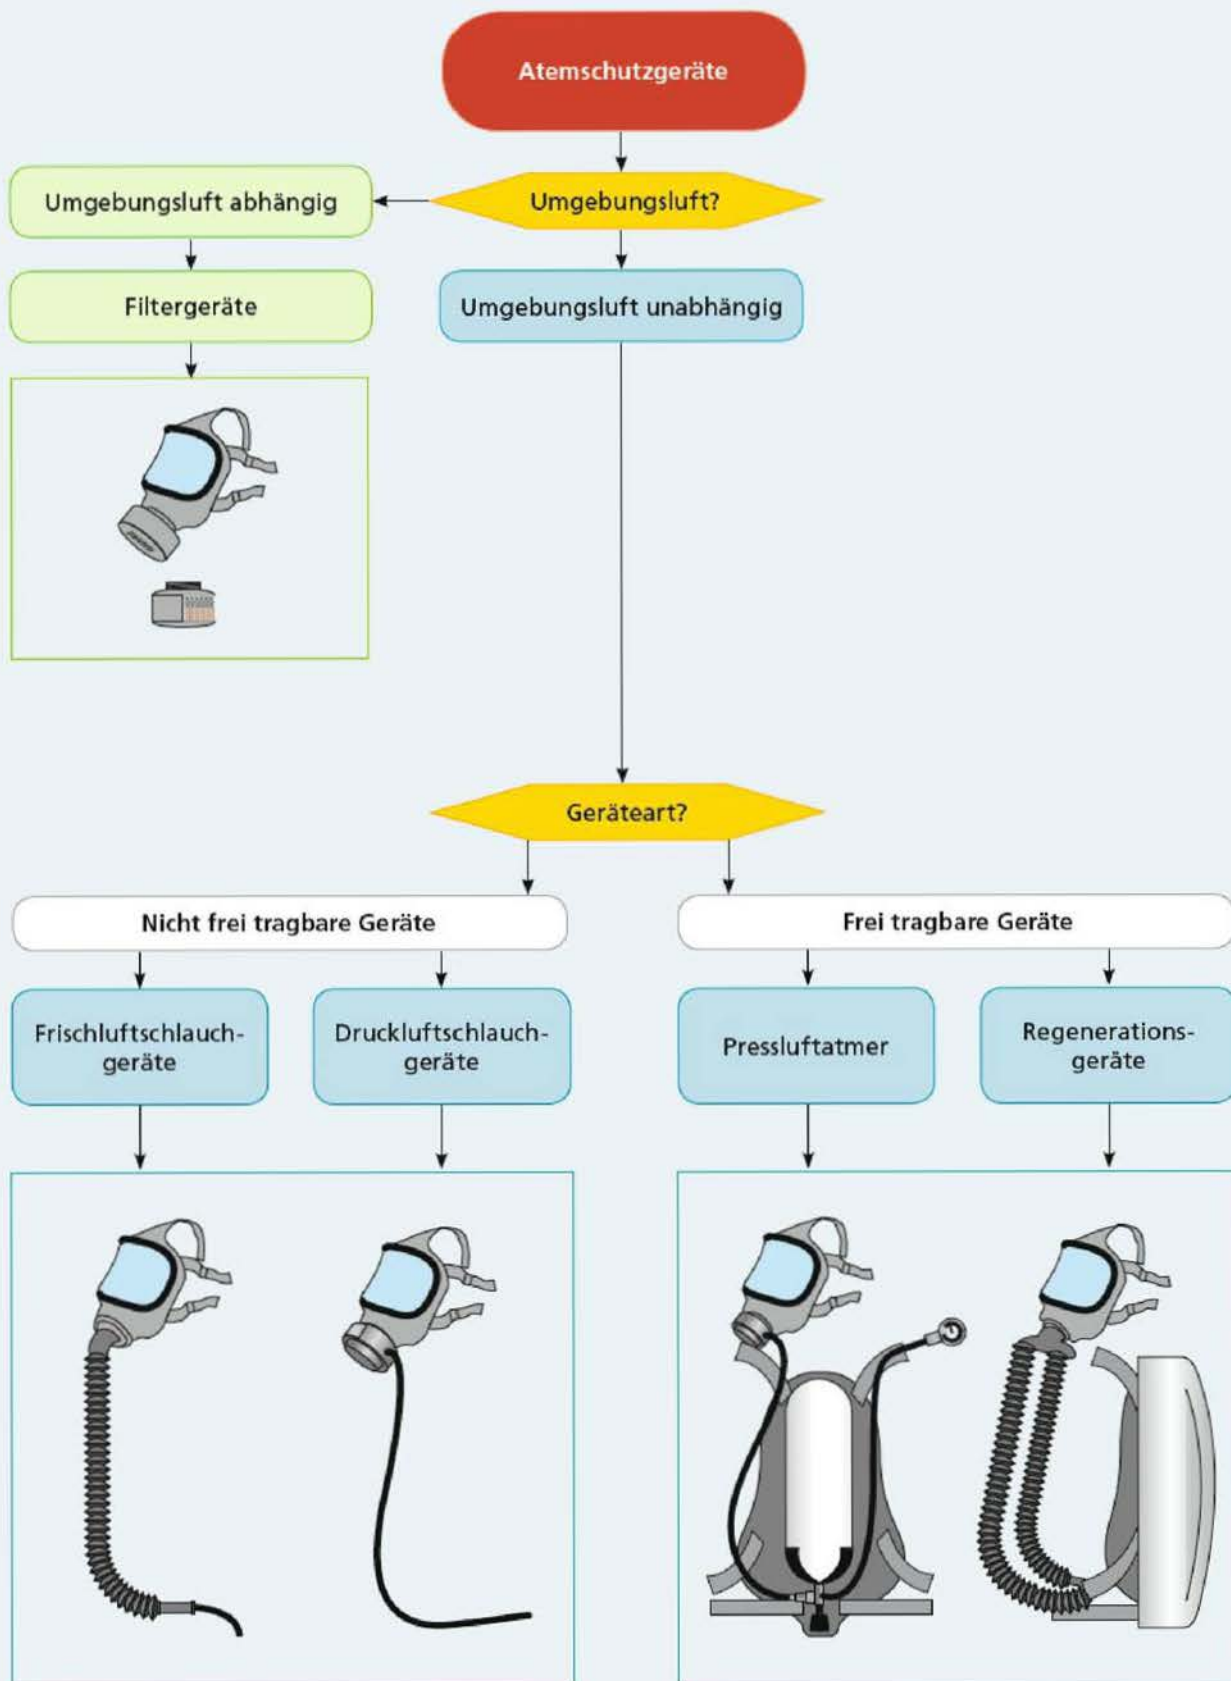 Atemschutzgeräte
Umgebungsluft abhängig
Umgebungsluft?
Filtergeräte
Umgebungsluft unabhängig
Geräteart?
Nicht frei tragbare Geräte
Frei tragbare Geräte
Frischluftschlauch-
geräte
Druckluftschlauch-
geräte
Pressluftatmer
Regenerations-
geräte